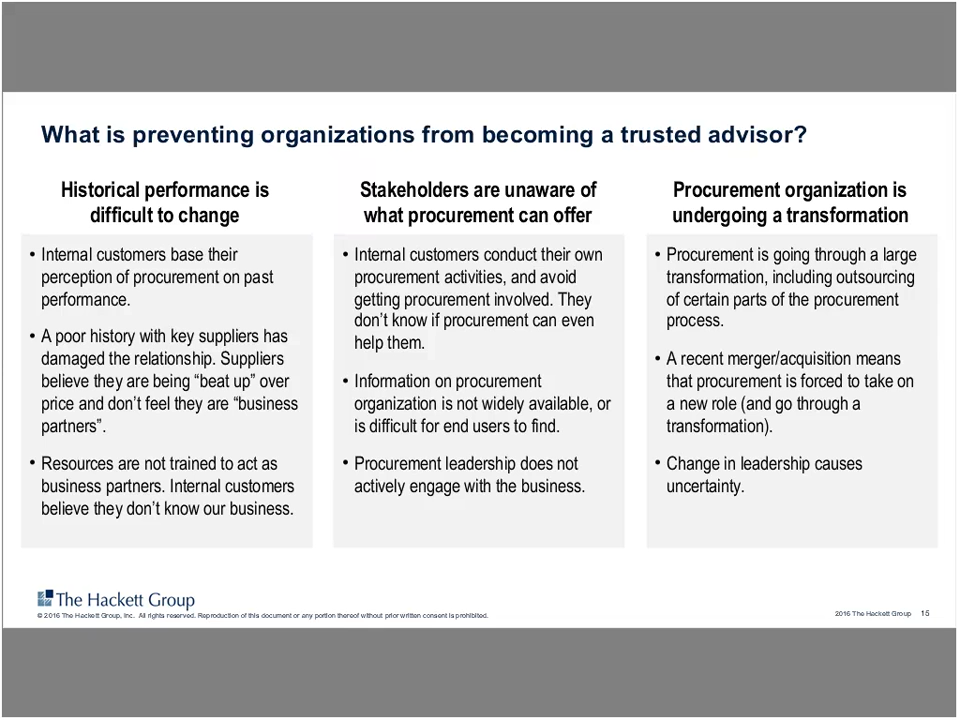 What is preventing organizations from becoming a trusted advisor?
Historical performance is
difficult to change
• Internal customers base their
perception of procurement on past
performance.
• A poor history with key suppliers has
damaged the relationship. Suppliers
believe they are being “beat up” over
price and don’t feel they are “business
partners”.
• Resources are not trained to act as
business partners. Internal customers
believe they don’t know our business.
Stakeholders are unaware of
what procurement can offer
• Internal customers conduct their own
procurement activities, and avoid
getting procurement involved. They
don’t know if procurement can even
help them.
• Information on procurement
organization is not widely available, or
is difficult for end users to find.
• Procurement leadership does not
actively engage with the business.
Procurement organization is
undergoing a transformation
• Procurement is going through a large
transformation, including outsourcing
of certain parts of the procurement
process.
• A recent merger/acquisition means
that procurement is forced to take on
a new role (and go through a
transformation).
• Change in leadership causes
uncertainty.
The Hackett Group
© 2016 The Hackett Group, Inc. All rights reserved. Reproduction of this document or any portion thereof without prior written consent is prohibited.
2016 The Hackett Group 15